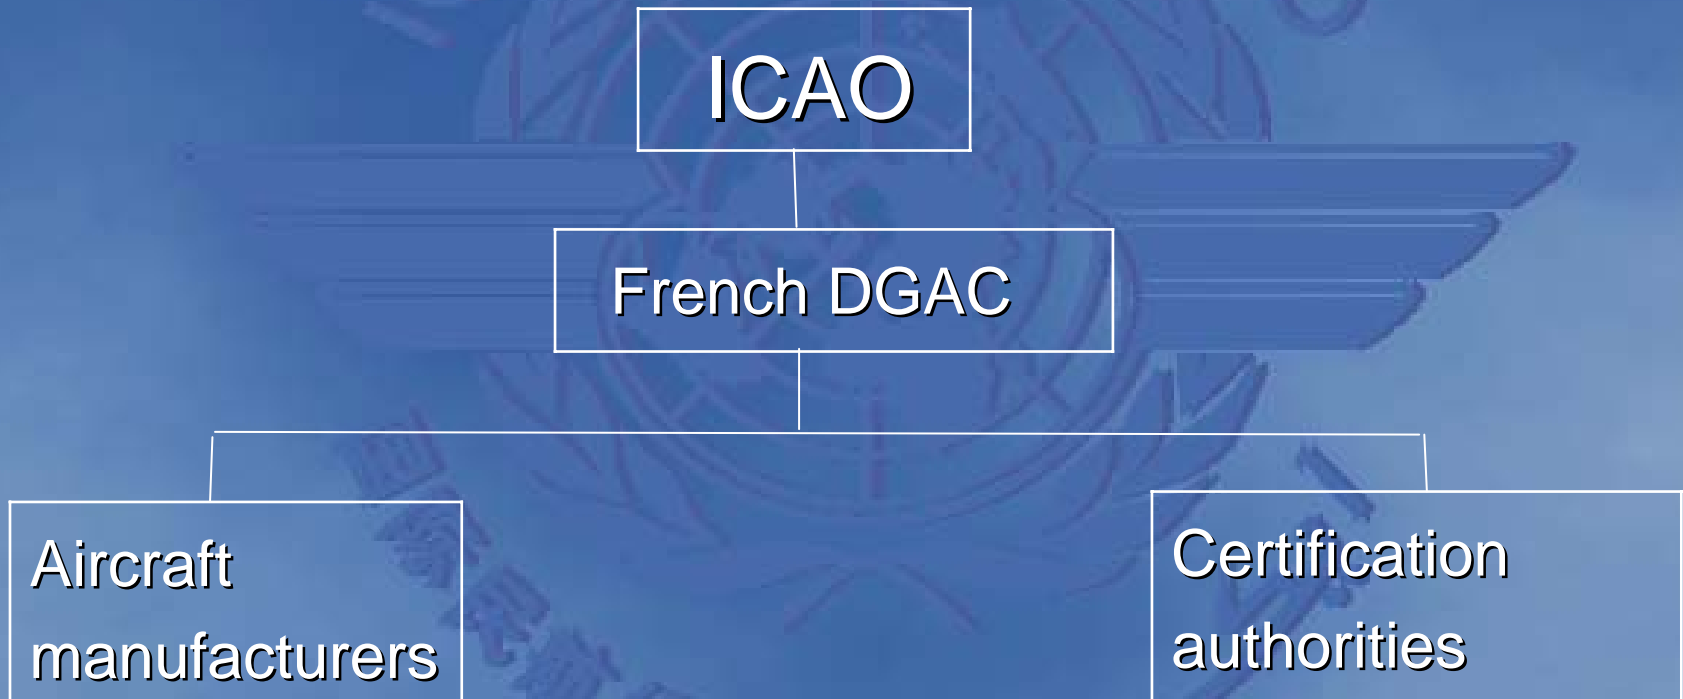 ICAO
French DGAC
Aircraft
manufacturers
Certification
authorities